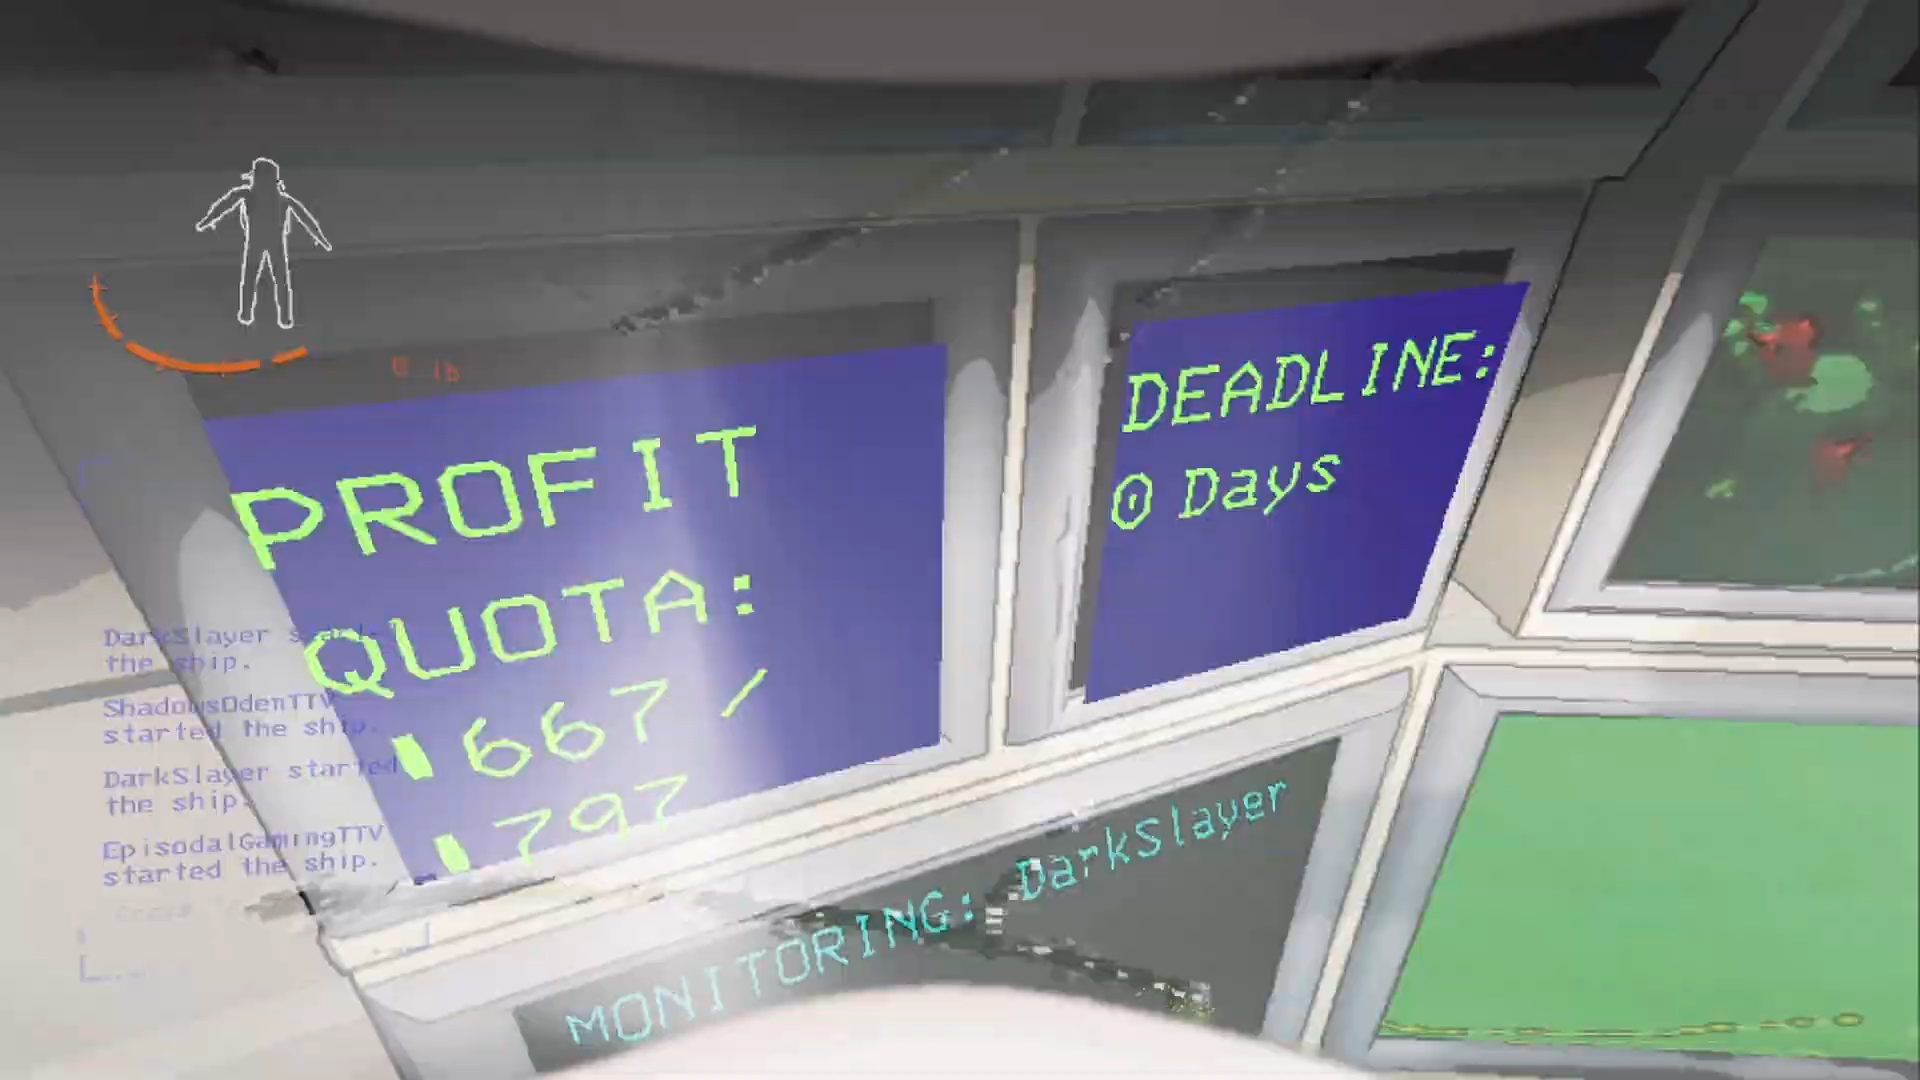 0 lb
PROFIT
QUOTA:
▮667 /
▮797
DEADLINE:
0 Days
MONITORING: DarkSlayer
DarkSlayer started
the ship.
ShadowsOdenTTV
started the ship.
DarkSlayer started
the ship.
EpisodalGamingTTV
started the ship.